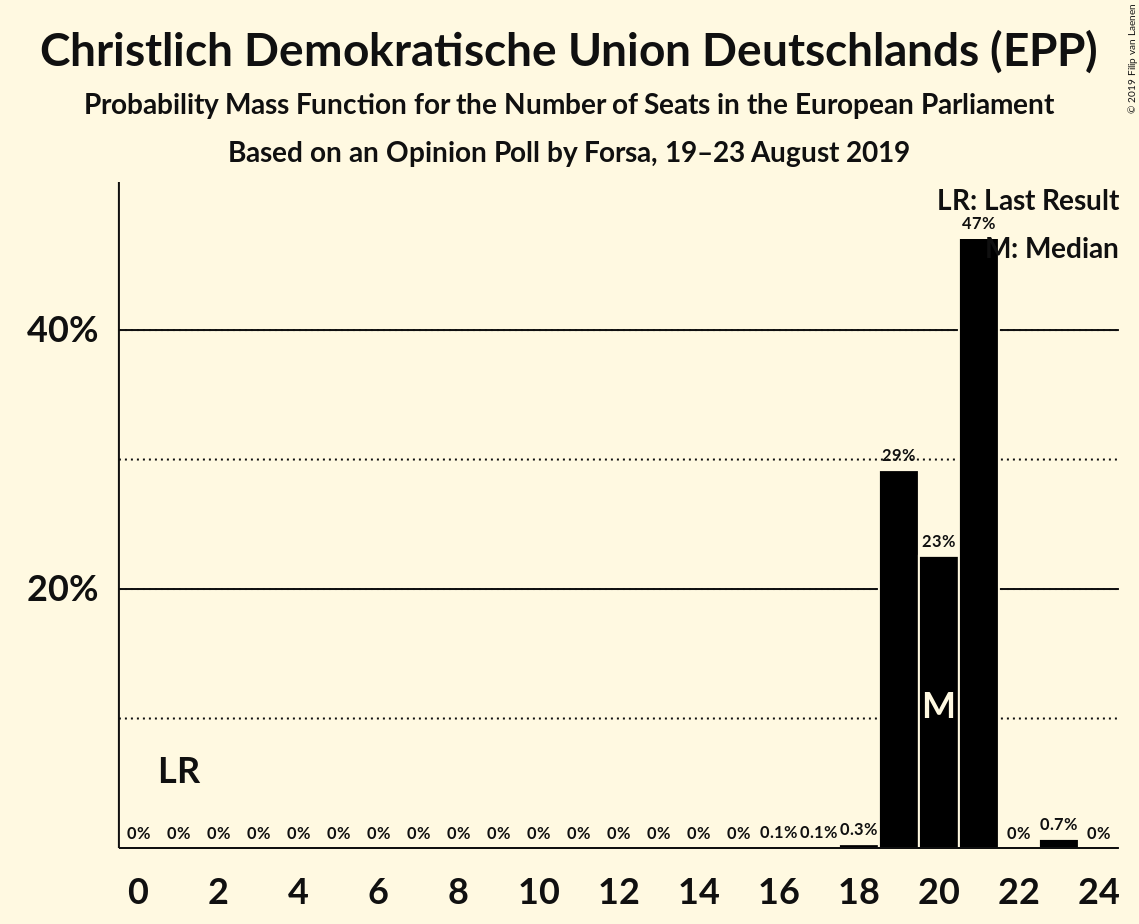 Christlich Demokratische Union Deutschlands (EPP)
Probability Mass Function for the Number of Seats in the European Parliament
Based on an Opinion Poll by Forsa, 19–23 August 2019
© 2019 Filip van Laenen
LR: Last Result
M: Median
47%
40%
29%
23%
20%
M
LR
0% 0% 0% 0% 0% 0% 0% 0% 0% 0% 0% 0% 0% 0% 0% 0% 0.1% 0.1% 0.3% 0% 0.7% 0%
0 2 4 6 8 10 12 14 16 18 20 22 24